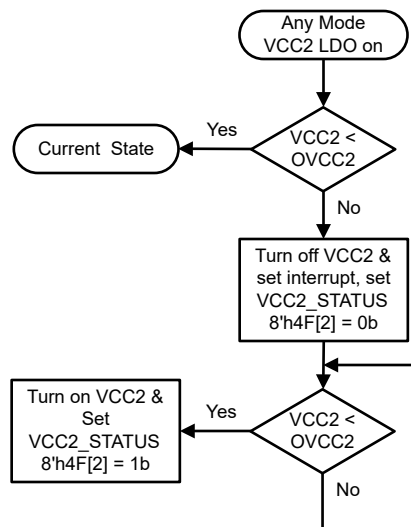 Any Mode
VCC2 LDO on
Yes
VCC2 <
OVCC2
Current State
No
Turn off VCC2 &
set interrupt, set
VCC2_STATUS
8'h4F[2] = 0b
Turn on VCC2 &
Set
VCC2_STATUS
8'h4F[2] = 1b
Yes
VCC2 <
OVCC2
No